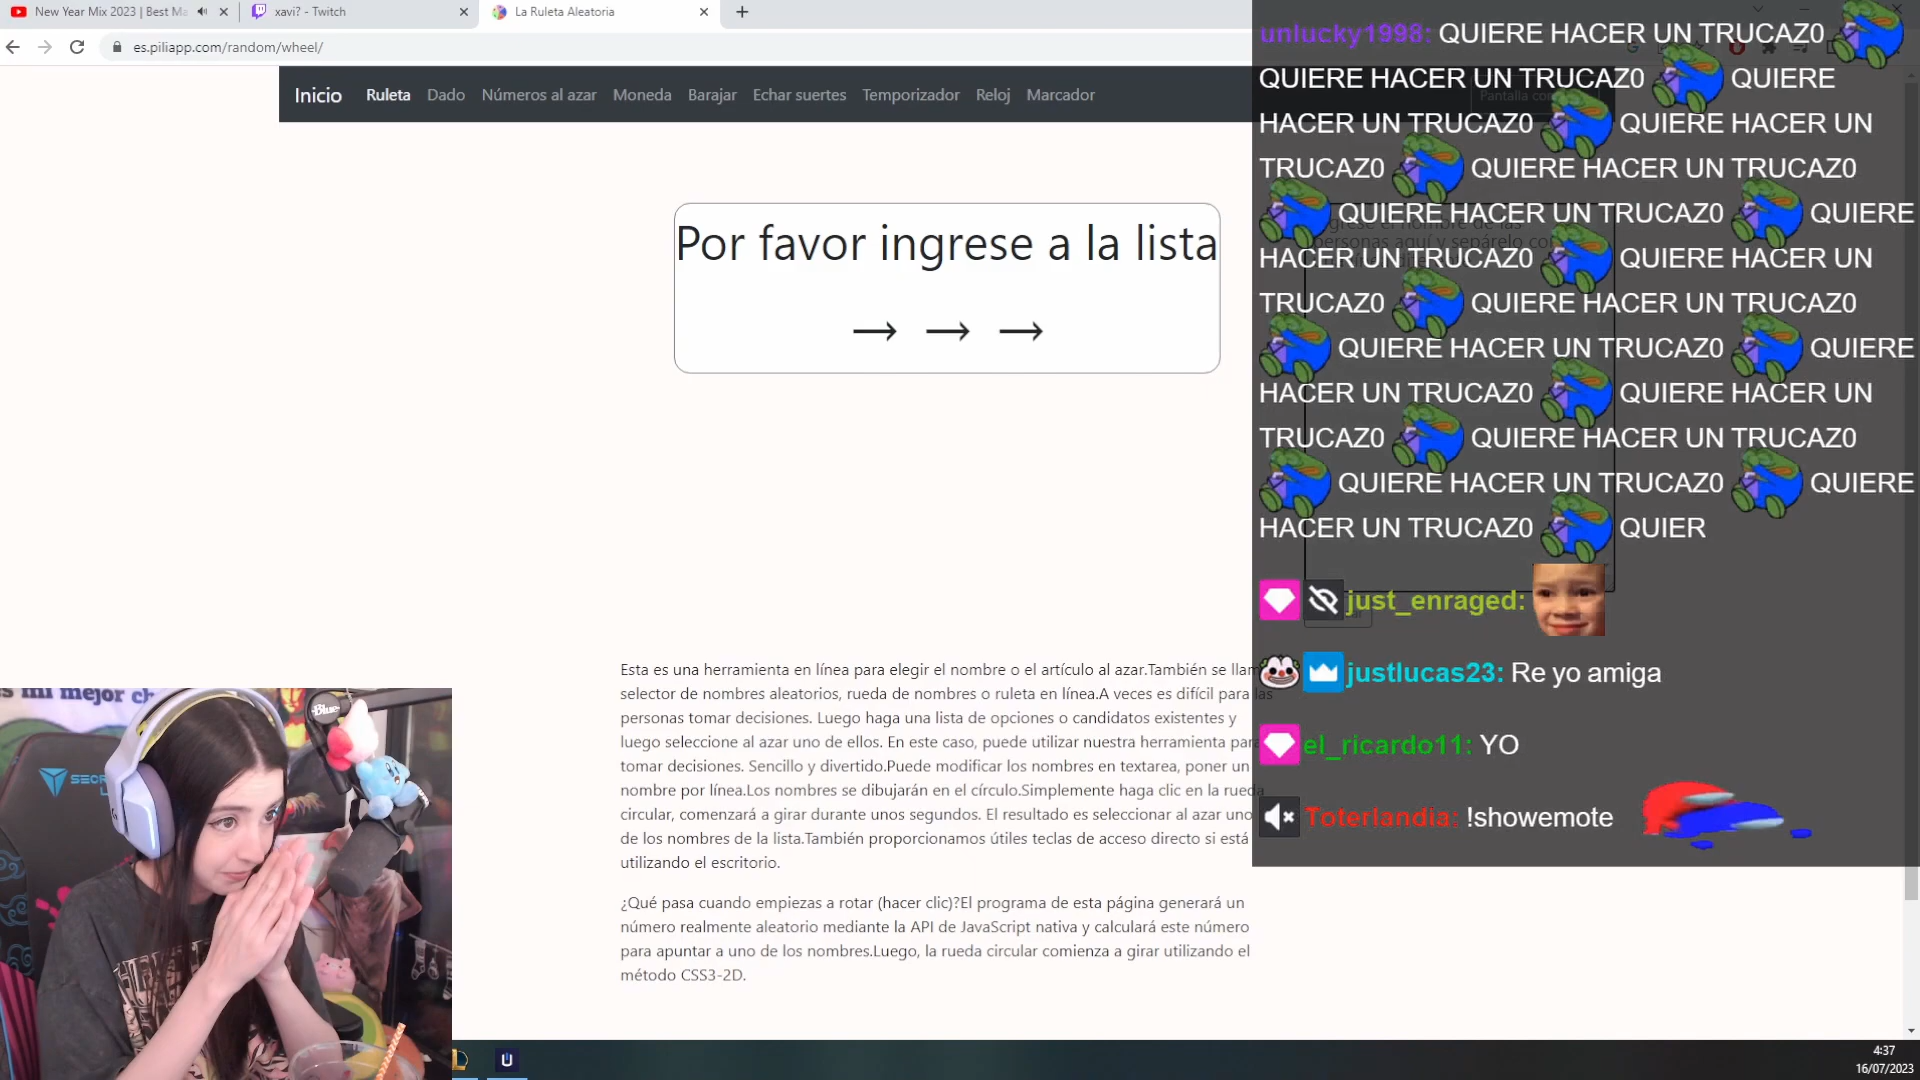 New Year Mix 2023 | Best Ma
xavi? - Twitch
La Ruleta Aleatoria
es.piliapp.com/random/wheel/
Inicio Ruleta Dado Números al azar Moneda Barajar Echar suertes Temporizador Reloj Marcador
Por favor ingrese a la lista
→ → →
Esta es una herramienta en línea para elegir el nombre o el artículo al azar.También se llam
selector de nombres aleatorios, rueda de nombres o ruleta en línea.A veces es difícil para las
personas tomar decisiones. Luego haga una lista de opciones o candidatos existentes y
luego seleccione al azar uno de ellos. En este caso, puede utilizar nuestra herramienta para
tomar decisiones. Sencillo y divertido.Puede modificar los nombres en textarea, poner un
nombre por línea.Los nombres se dibujarán en el círculo.Simplemente haga clic en la rueda
circular, comenzará a girar durante unos segundos. El resultado es seleccionar al azar uno
de los nombres de la lista.También proporcionamos útiles teclas de acceso directo si está
utilizando el escritorio.
¿Qué pasa cuando empiezas a rotar (hacer clic)?El programa de esta página generará un
número realmente aleatorio mediante la API de JavaScript nativa y calculará este número
para apuntar a uno de los nombres.Luego, la rueda circular comienza a girar utilizando el
método CSS3-2D.
unlucky1998: QUIERE HACER UN TRUCAZ0
QUIERE HACER UN TRUCAZ0 QUIERE
HACER UN TRUCAZ0 QUIERE HACER UN
TRUCAZ0 QUIERE HACER UN TRUCAZ0
QUIERE HACER UN TRUCAZ0 QUIERE
HACER UN TRUCAZ0 QUIERE HACER UN
TRUCAZ0 QUIERE HACER UN TRUCAZ0
QUIERE HACER UN TRUCAZ0 QUIERE
HACER UN TRUCAZ0 QUIERE HACER UN
TRUCAZ0 QUIERE HACER UN TRUCAZ0
QUIERE HACER UN TRUCAZ0 QUIERE
HACER UN TRUCAZ0 QUIER
just_enraged:
justlucas23: Re yo amiga
el_ricardo11: YO
Toterlandia: !showemote
es mi mejor ch
Blue
SECRE
4:37
16/07/2023